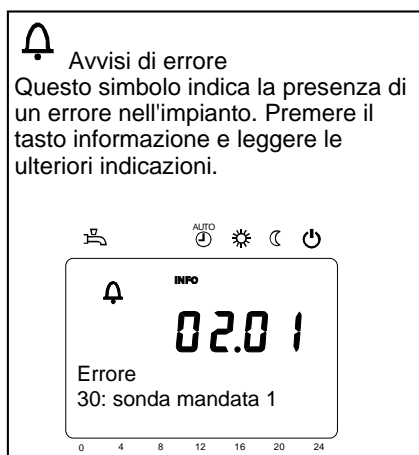 Avvisi di errore
Questo simbolo indica la presenza di
un errore nell'impianto. Premere il
tasto informazione e leggere le
ulteriori indicazioni.
AUTO
INFO
02.01
Errore
30: sonda mandata 1
0 4 8 12 16 20 24